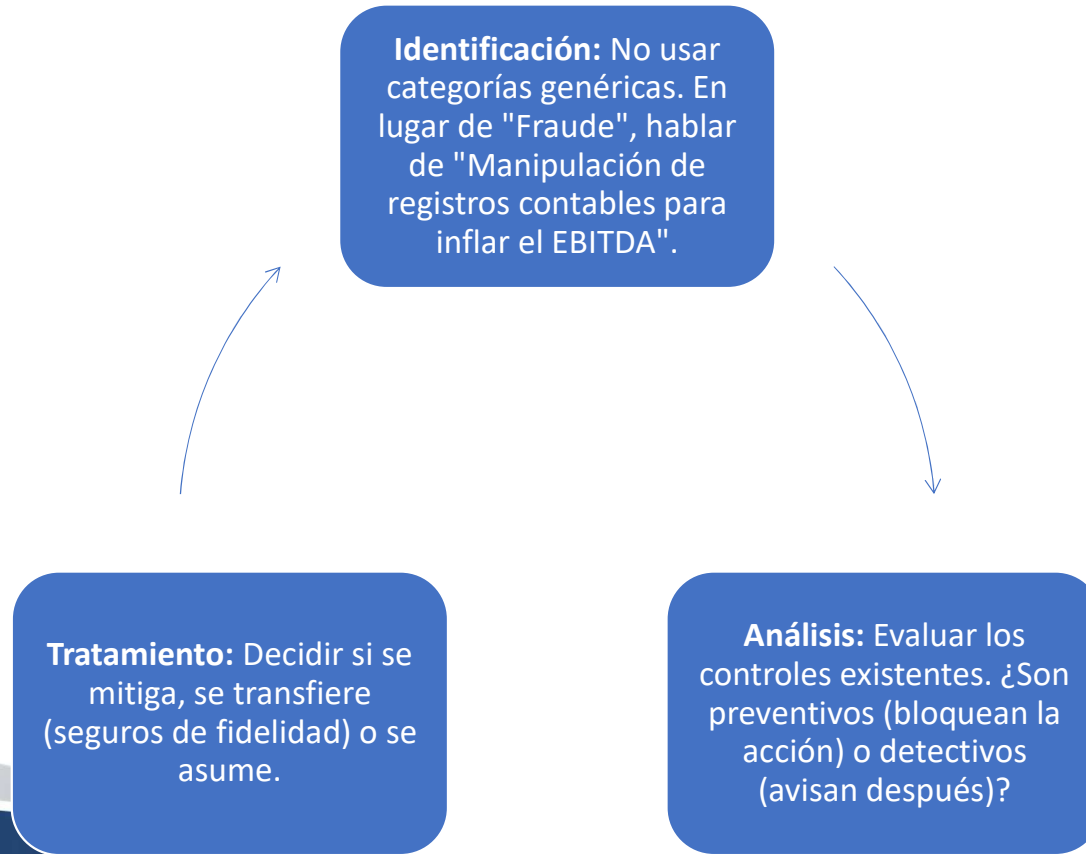 Identificación: No usar
categorías genéricas. En
lugar de "Fraude", hablar
de "Manipulación de
registros contables para
inflar el EBITDA".
Análisis: Evaluar los
controles existentes. ¿Son
preventivos (bloquean la
acción) o detectivos
(avisan después)?
Tratamiento: Decidir si se
mitiga, se transfiere
(seguros de fidelidad) o se
asume.